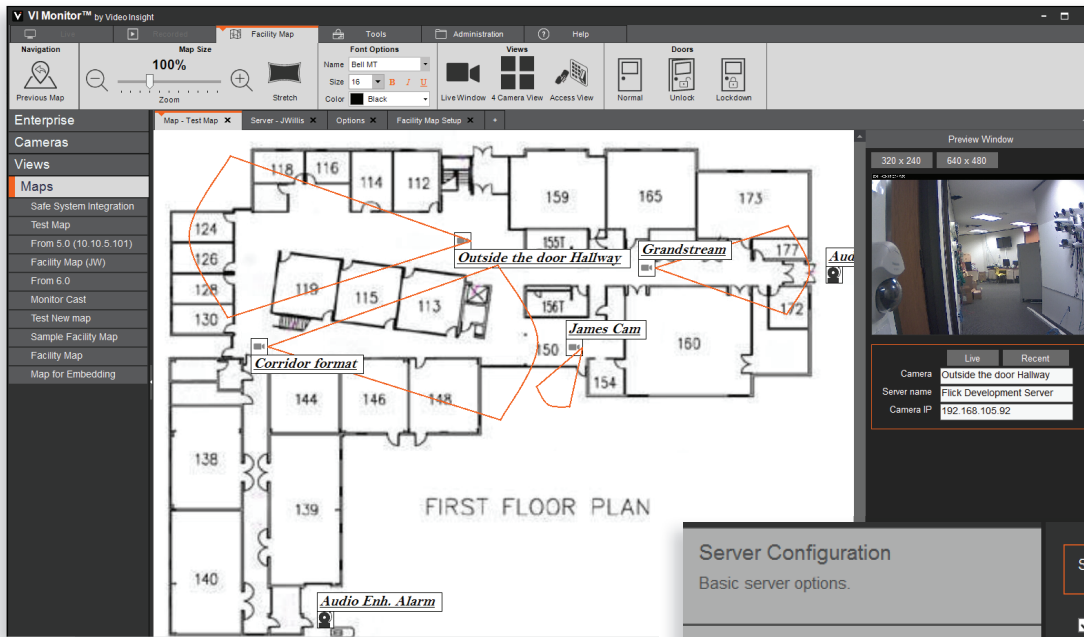 VI Monitor™ by VideoInsight
Live
Recorded
Facility Map
Tools
Administration
Help
Navigation
Map Size
Font Options
Views
Doors
100%
Name Bell MT
Size 16 B I U
Color Black
Previous Map
Zoom
Stretch
Live Window
4 Camera View
Access View
Normal
Unlock
Lockdown
Enterprise
Cameras
Views
Maps
Safe System Integration
Test Map
From 5.0 (10.10.5.101)
Facility Map (JW)
From 6.0
Monitor Cast
Test New map
Sample Facility Map
Facility Map
Map for Embedding
Map - Test Map
Server - JWillis
Options
Facility Map Setup
+
118
116
114
112
159
165
173
124
126
128
130
155T
177
Outside the door Hallway
Grandstream
Aud
119
115
113
156T
172
James Cam
150
160
154
Corridor format
144
146
148
138
139
140
FIRST FLOOR PLAN
Audio Enh. Alarm
Preview Window
320 x 240
640 x 480
Live
Recent
Camera Outside the door Hallway
Server name Flick Development Server
Camera IP 192.168.105.92
Server Configuration
Basic server options.
S